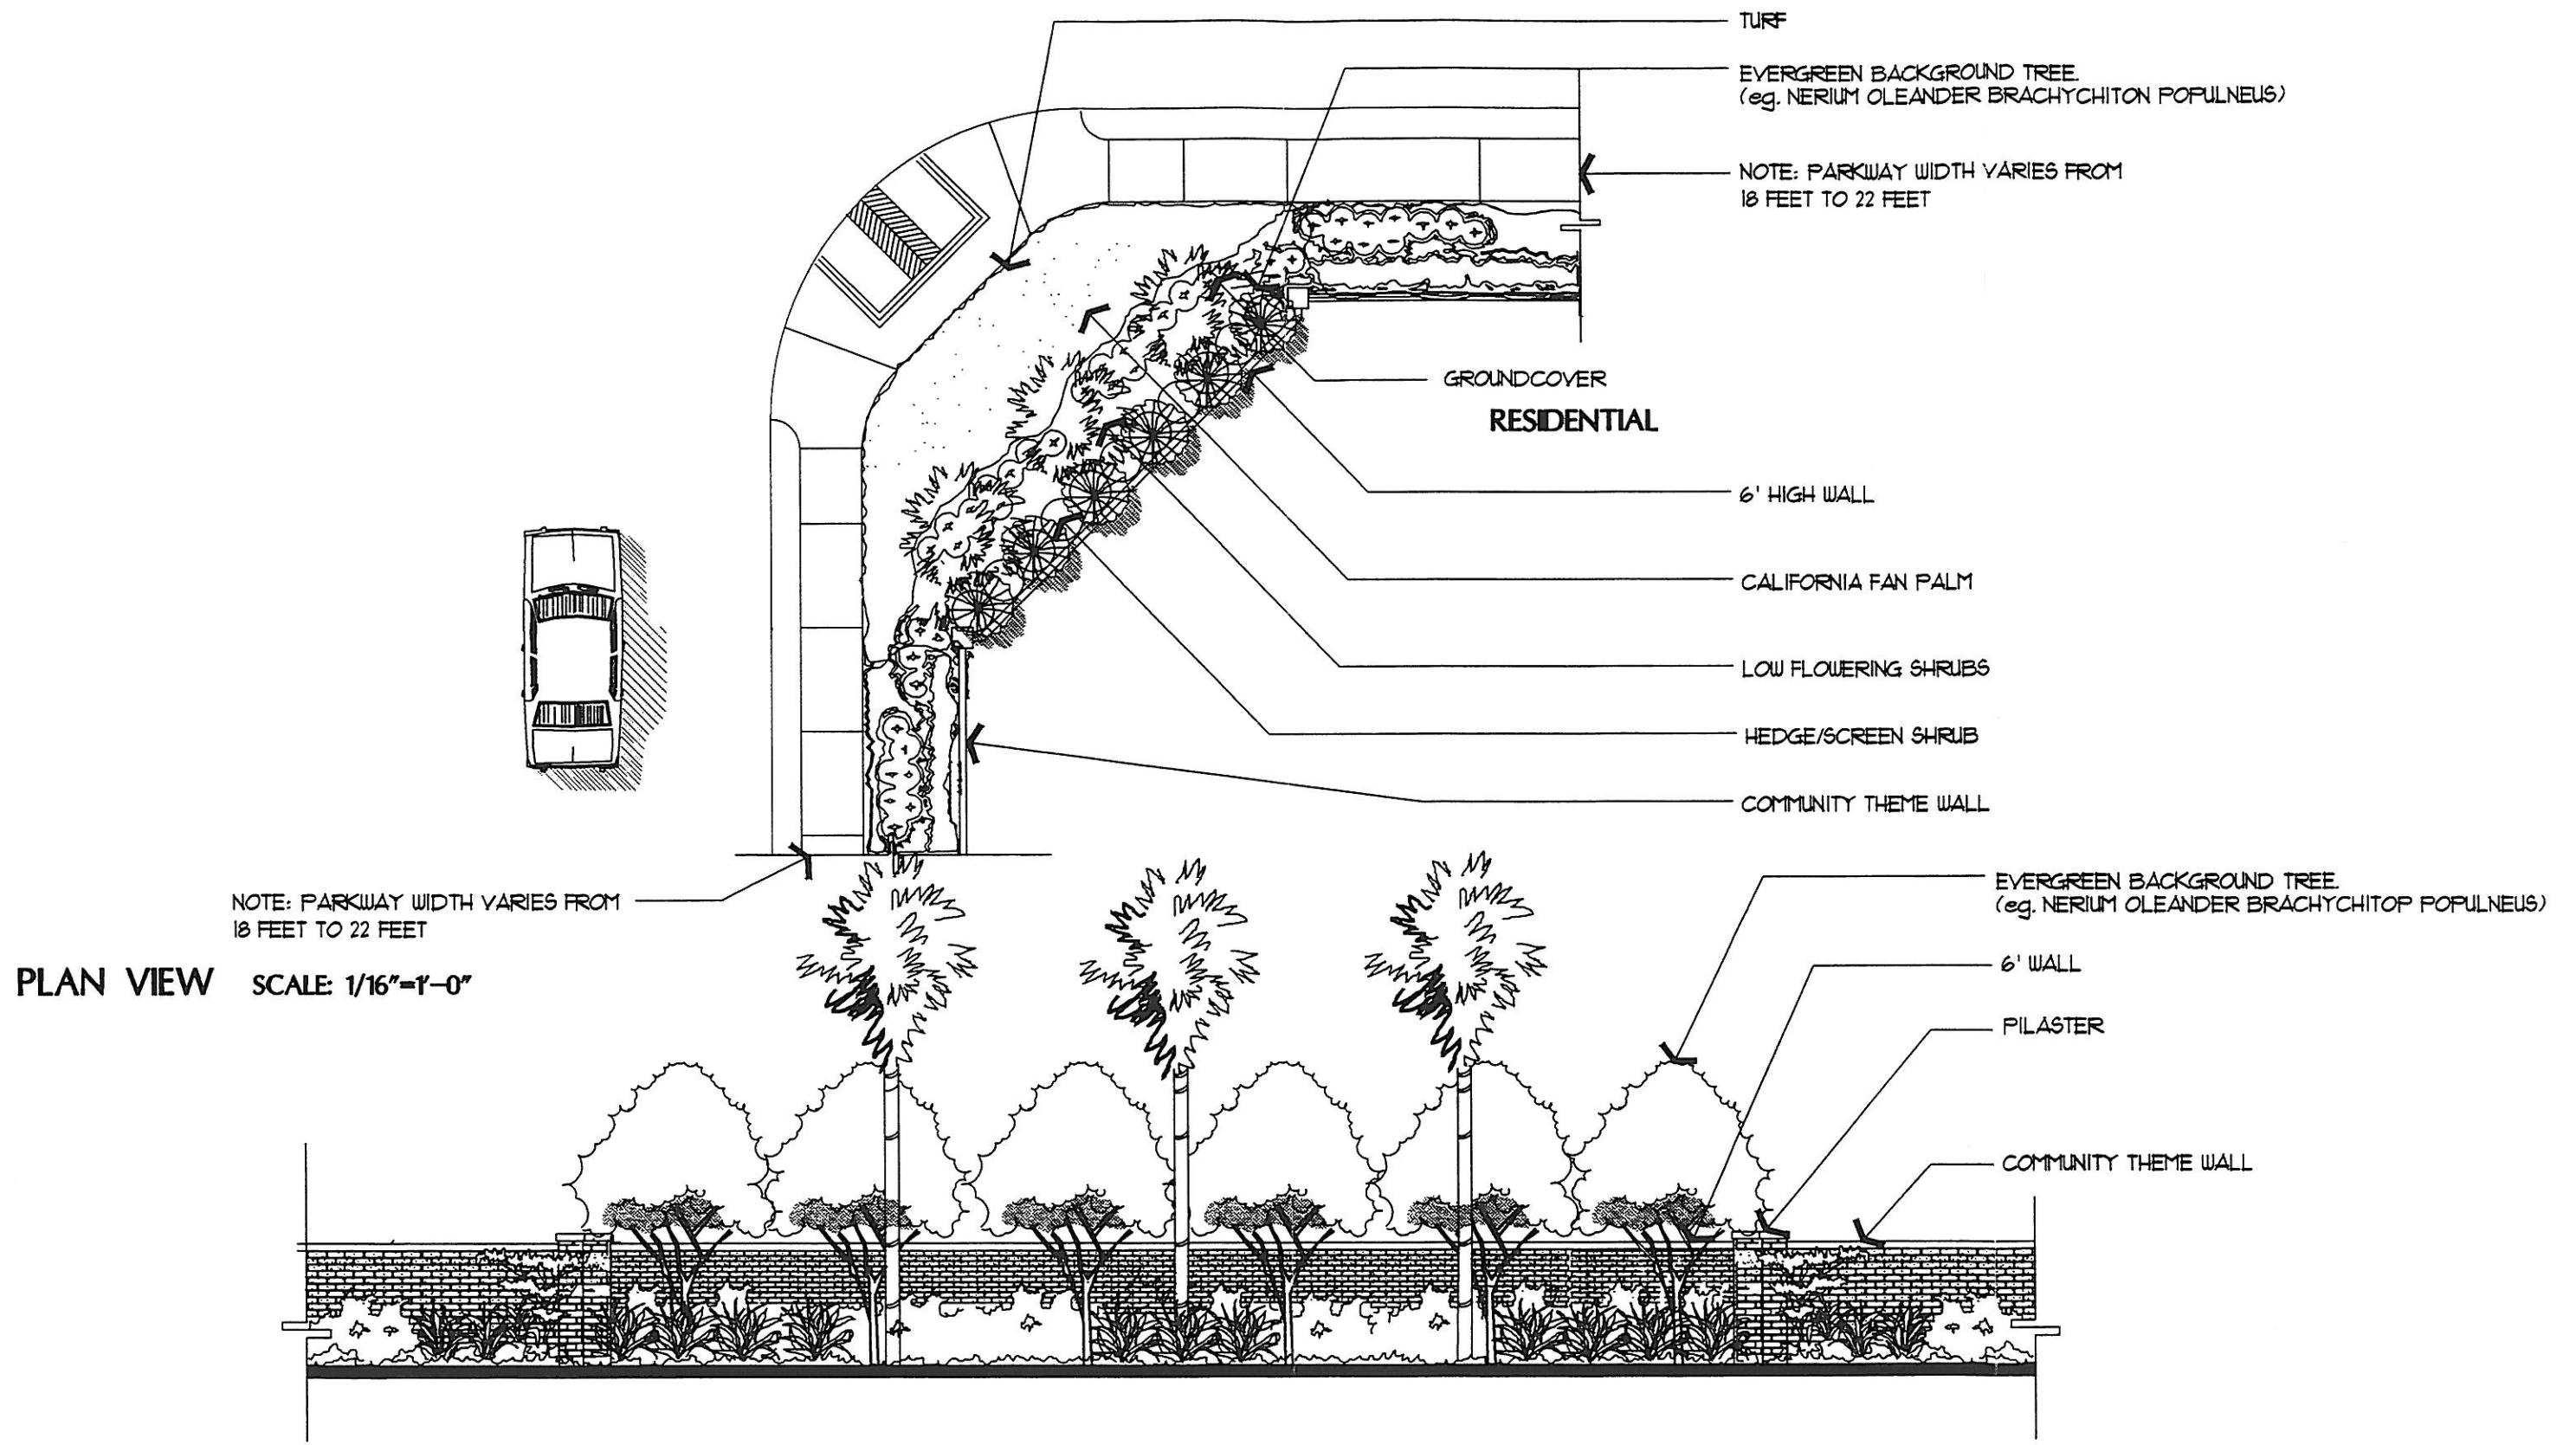 TURF
EVERGREEN BACKGROUND TREE.
(eg. NERIUM OLEANDER BRACHYCHITON POPULNEUS)
NOTE: PARKWAY WIDTH VARIES FROM
18 FEET TO 22 FEET
GROUNDCOVER
RESIDENTIAL
6' HIGH WALL
CALIFORNIA FAN PALM
LOW FLOWERING SHRUBS
HEDGE/SCREEN SHRUB
COMMUNITY THEME WALL
NOTE: PARKWAY WIDTH VARIES FROM
18 FEET TO 22 FEET
PLAN VIEW SCALE: 1/16"=1'-0"
EVERGREEN BACKGROUND TREE.
(eg. NERIUM OLEANDER BRACHYCHITOP POPULNEUS)
6' WALL
PILASTER
COMMUNITY THEME WALL